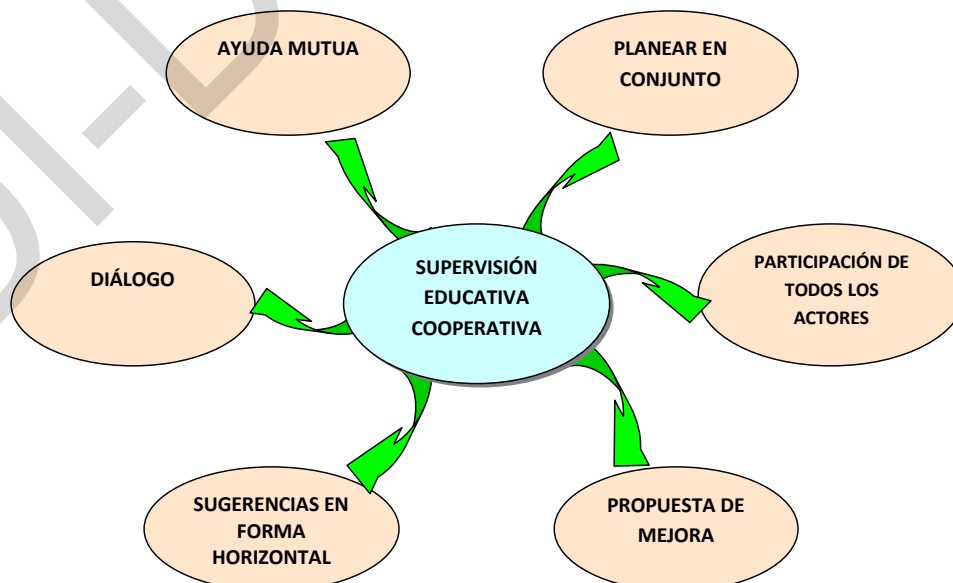 AYUDA MUTUA
PLANEAR EN
CONJUNTO
DIÁLOGO
SUPERVISIÓN
EDUCATIVA
COOPERATIVA
PARTICIPACIÓN DE
TODOS LOS
ACTORES
SUGERENCIAS EN
FORMA
HORIZONTAL
PROPUESTA DE
MEJORA